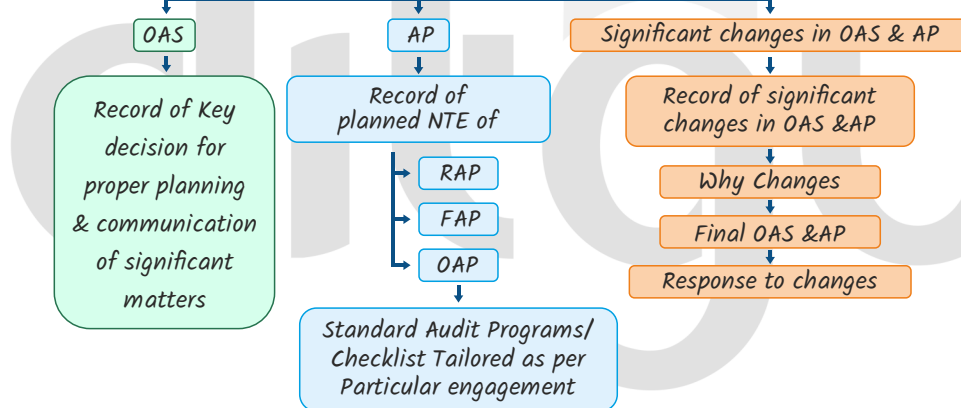 OAS
Record of Key
decision for
proper planning
& communication
of significant
matters
AP
Record of
planned NTE of
RAP
FAP
OAP
Standard Audit Programs/
Checklist Tailored as per
Particular engagement
Significant changes in OAS & AP
Record of significant
changes in OAS &AP
Why Changes
Final OAS &AP
Response to changes